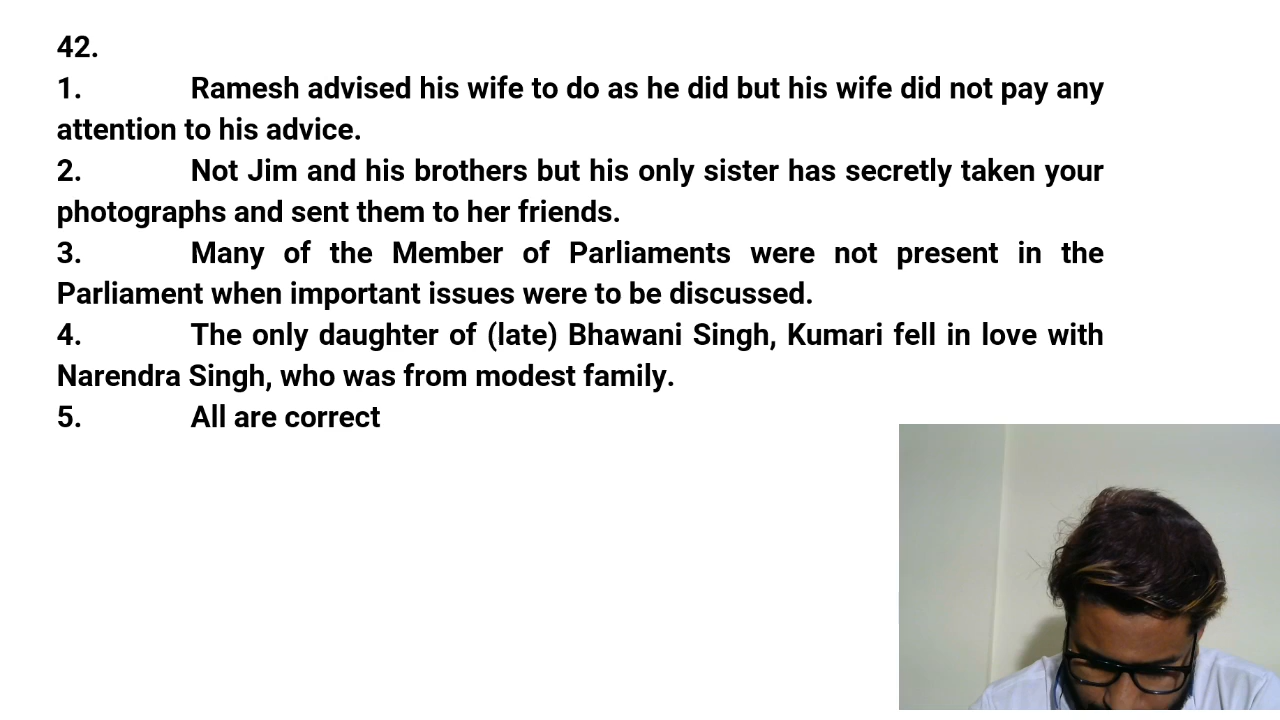 42.
1. Ramesh advised his wife to do as he did but his wife did not pay any
attention to his advice.
2. Not Jim and his brothers but his only sister has secretly taken your
photographs and sent them to her friends.
3. Many of the Member of Parliaments were not present in the
Parliament when important issues were to be discussed.
4. The only daughter of (late) Bhawani Singh, Kumari fell in love with
Narendra Singh, who was from modest family.
5. All are correct